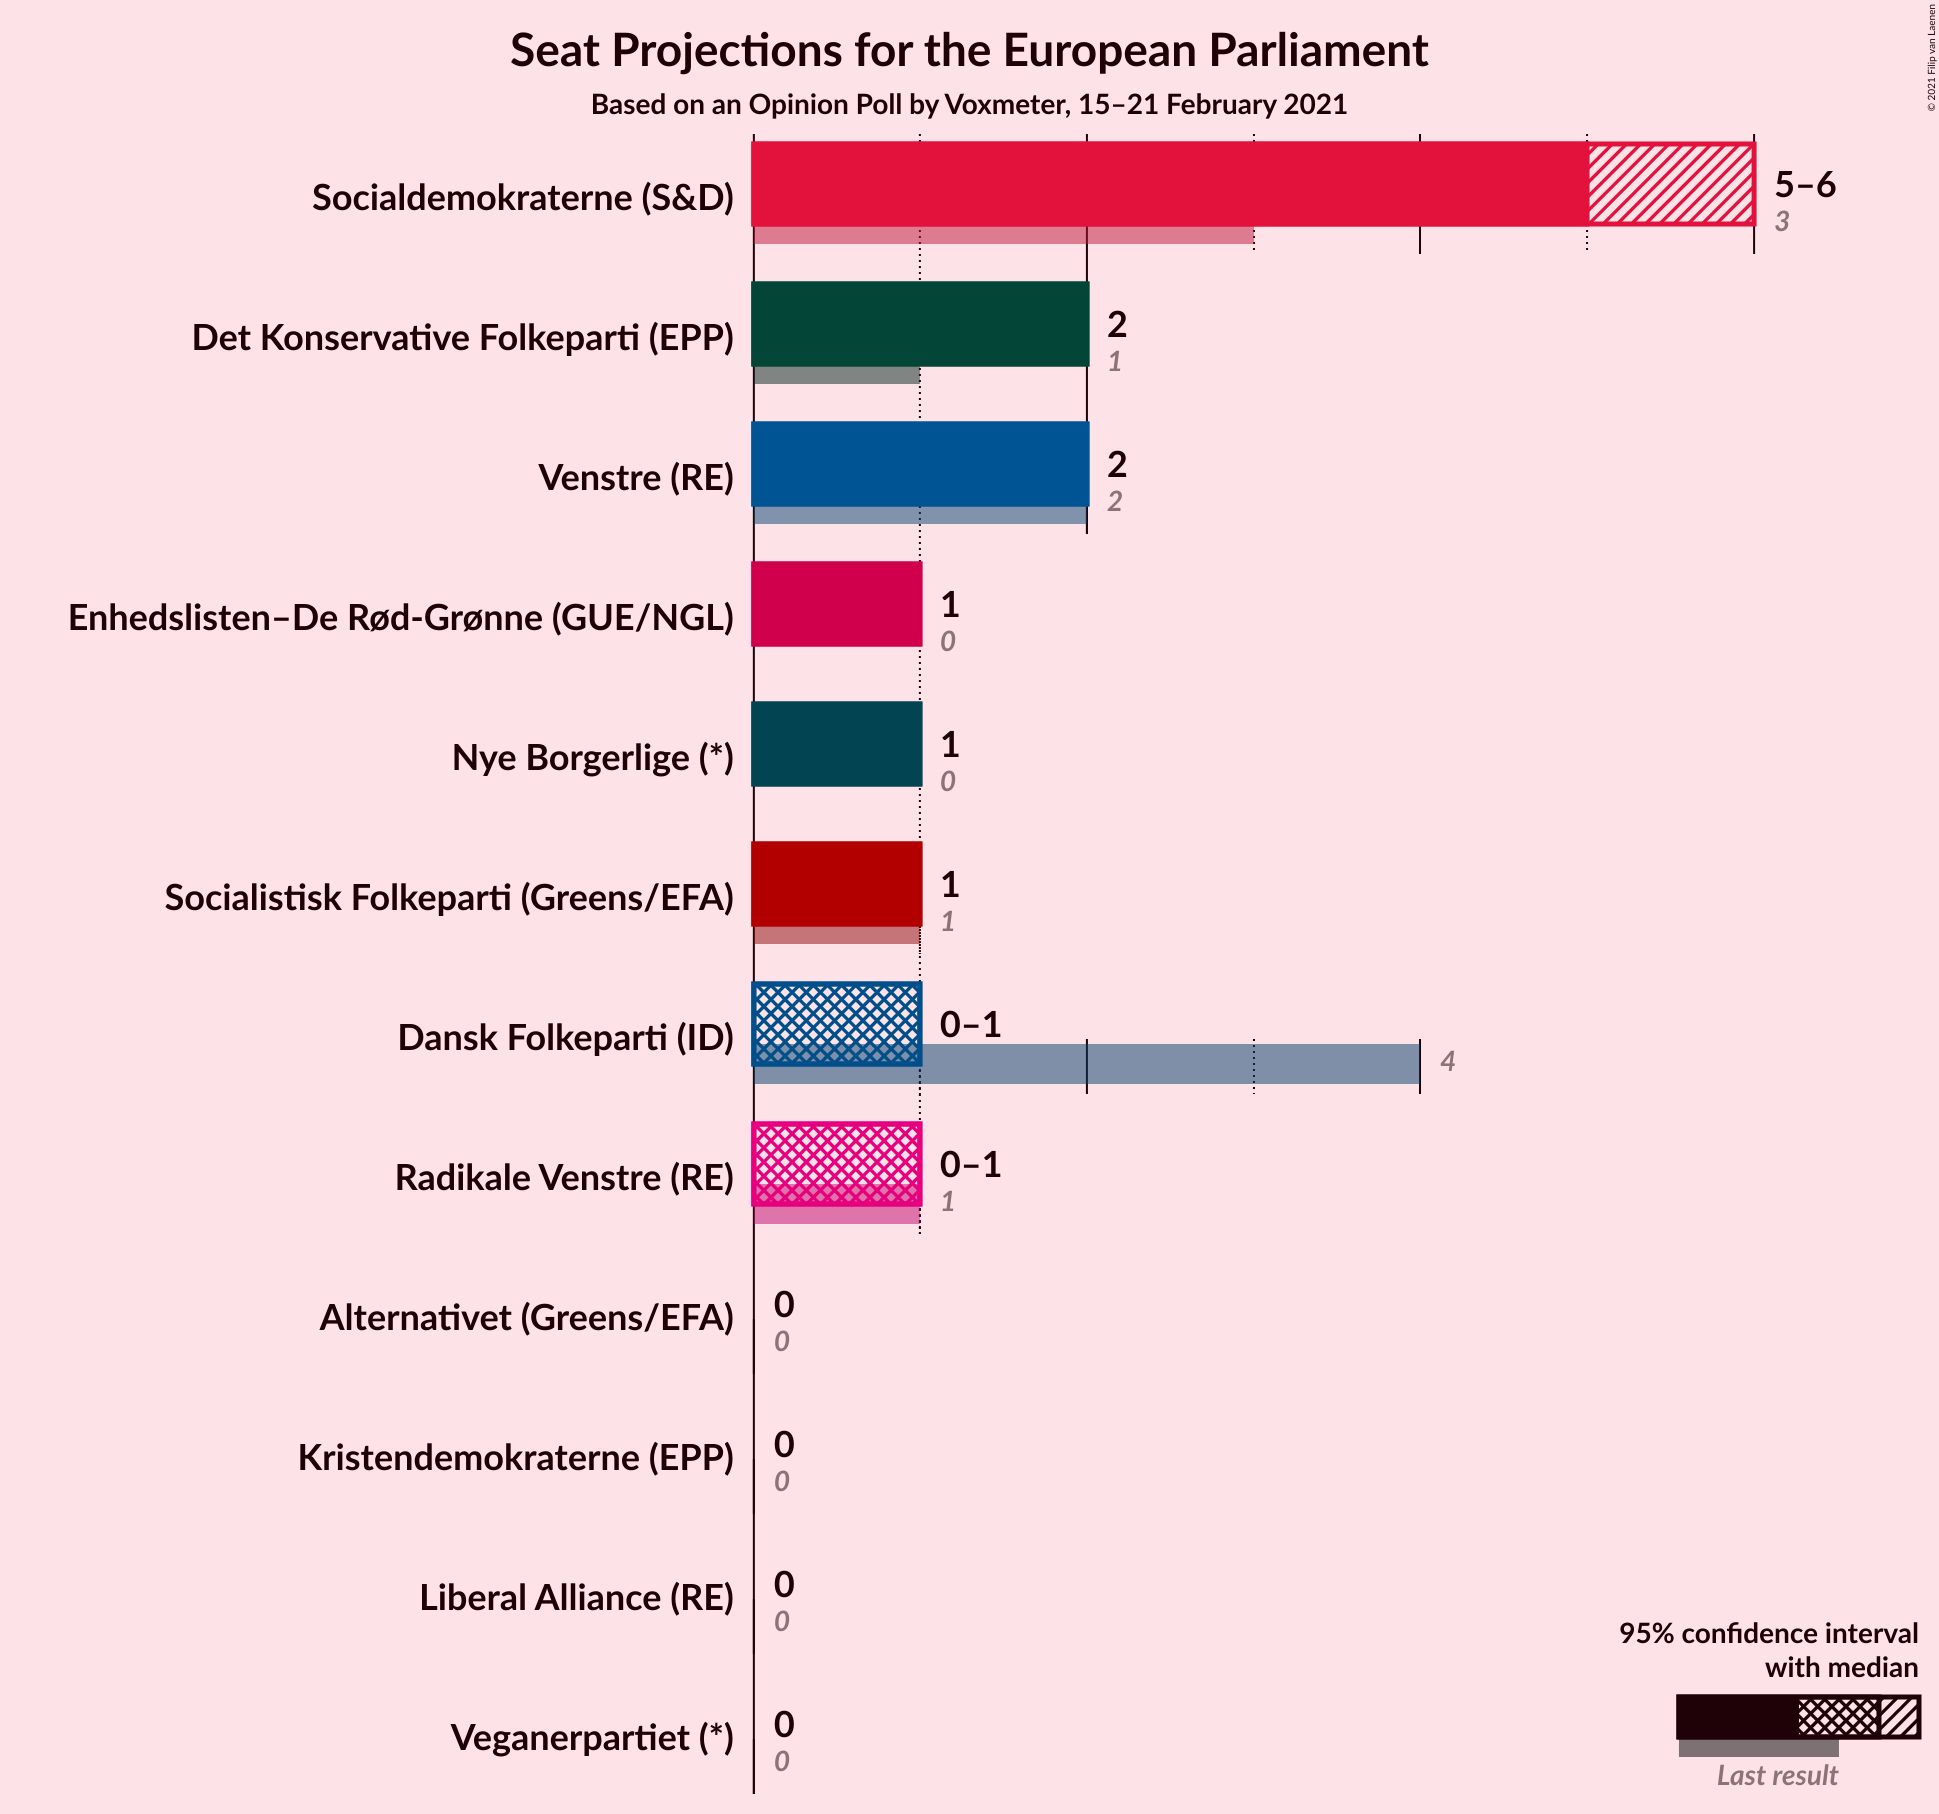 Seat Projections for the European Parliament
Based on an Opinion Poll by Voxmeter, 15–21 February 2021
© 2021 Filip van Laenen
Socialdemokraterne (S&D)
5–6
3
Det Konservative Folkeparti (EPP)
2
1
Venstre (RE)
2
2
Enhedslisten–De Rød-Grønne (GUE/NGL)
1
0
Nye Borgerlige (*)
1
0
Socialistisk Folkeparti (Greens/EFA)
1
1
Dansk Folkeparti (ID)
0–1
4
Radikale Venstre (RE)
0–1
1
Alternativet (Greens/EFA)
0
0
Kristendemokraterne (EPP)
0
0
Liberal Alliance (RE)
0
0
Veganerpartiet (*)
0
0
95% confidence interval
with median
Last result